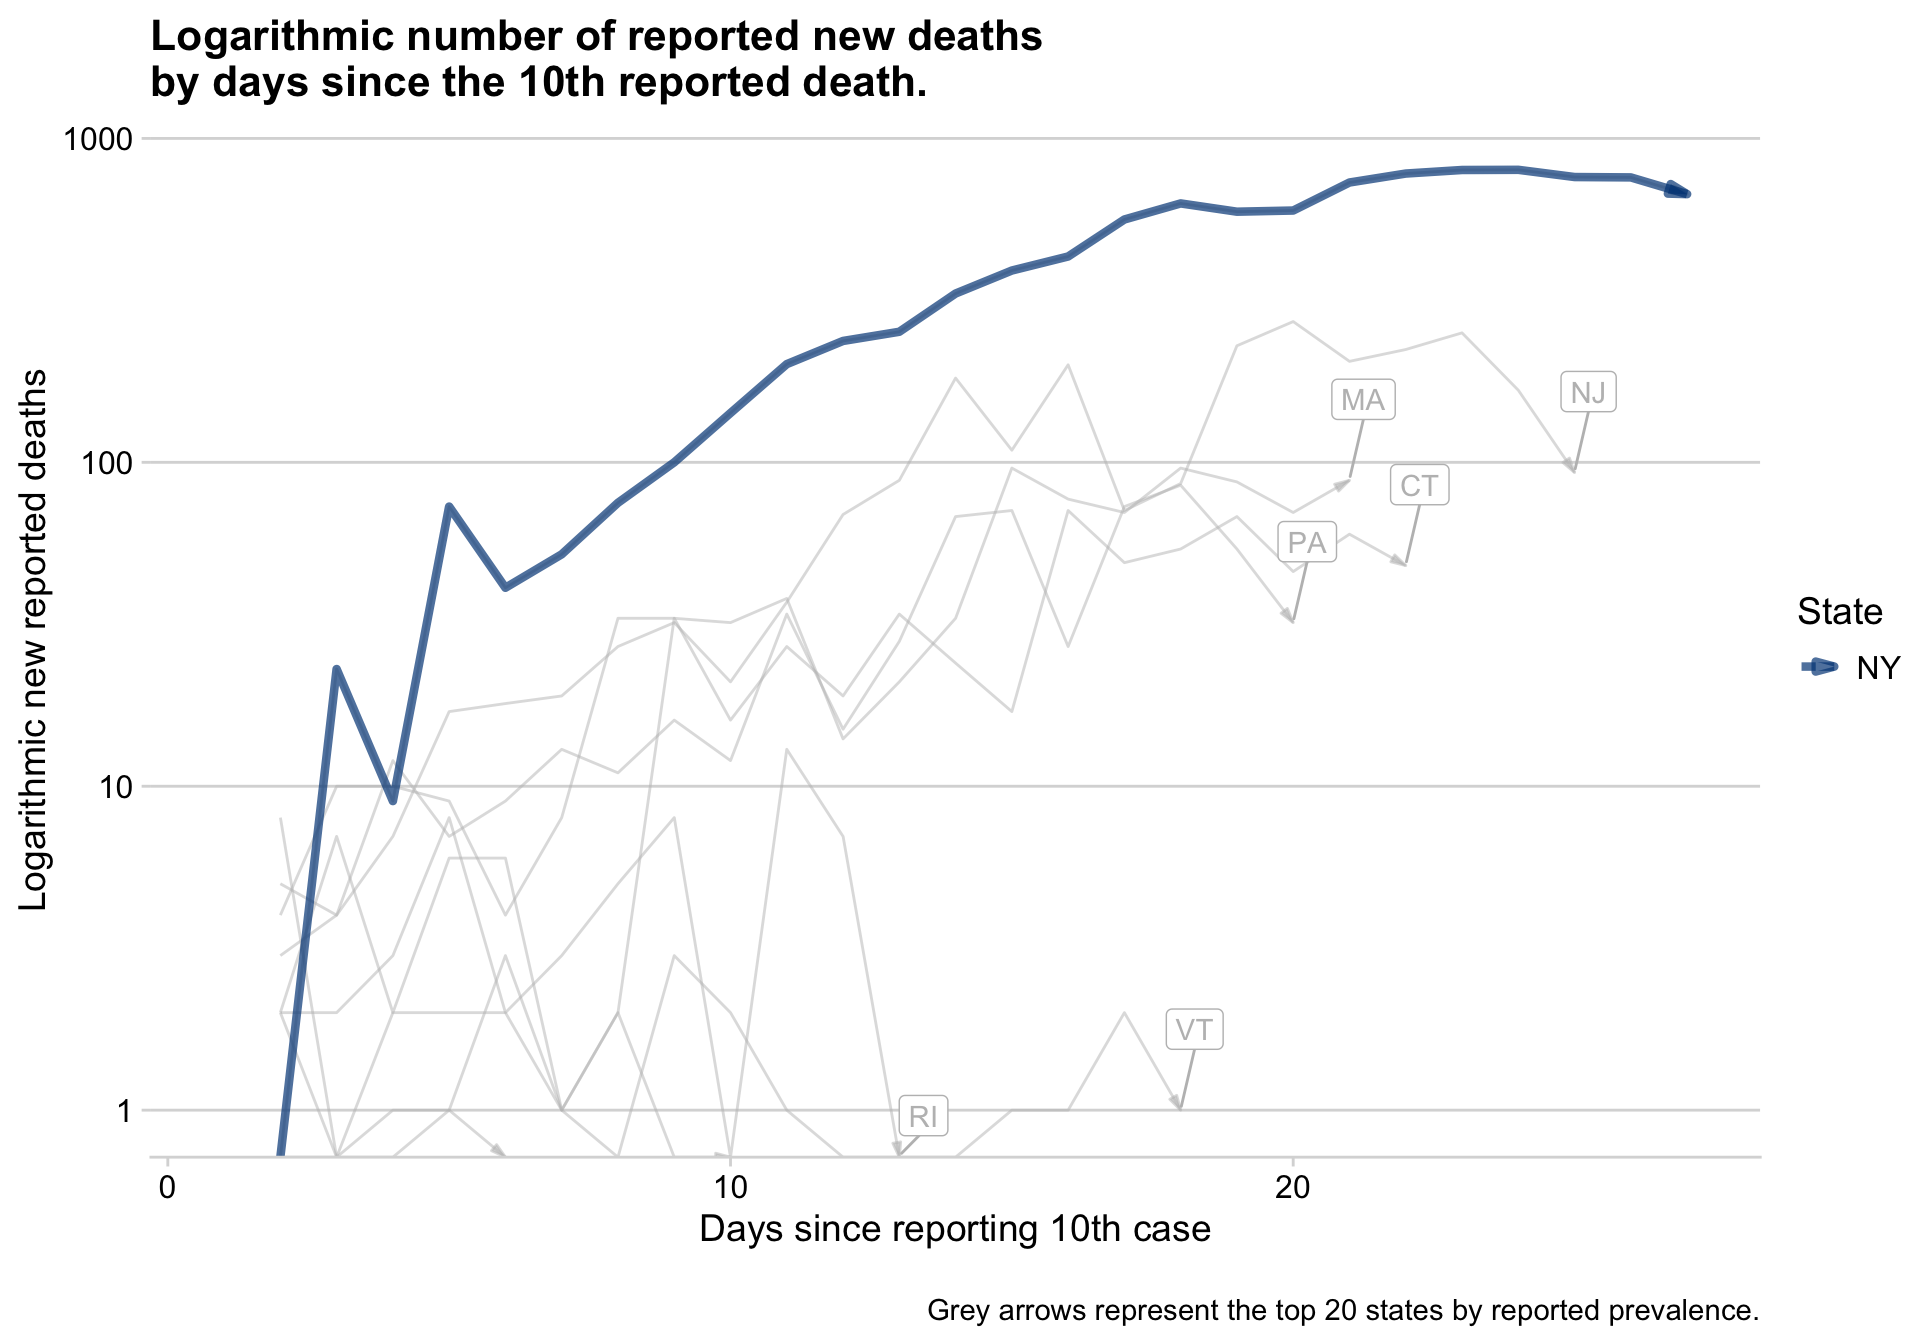 Logarithmic number of reported new deaths
by days since the 10th reported death.
1000
100
10
1
Logarithmic new reported deaths
MA
NJ
CT
PA
VT
RI
State
NY
0
10
20
Days since reporting 10th case
Grey arrows represent the top 20 states by reported prevalence.